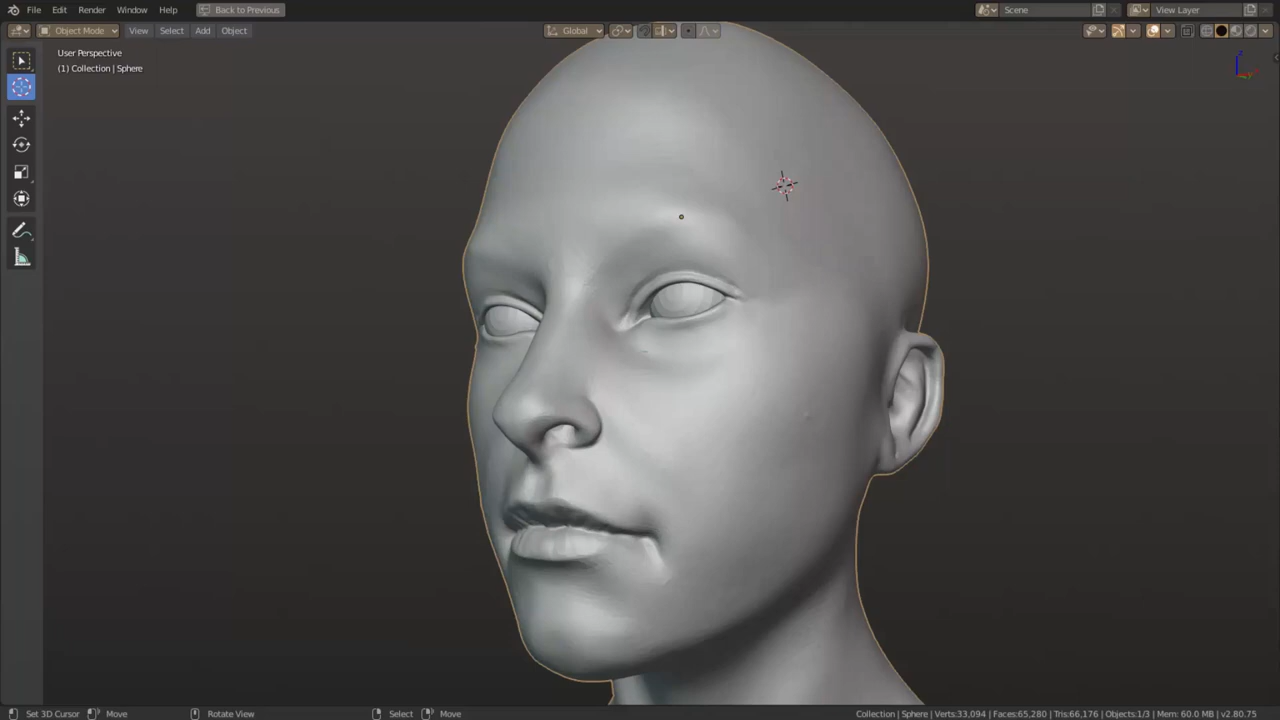 File Edit Render Window Help Back to Previous Scene View Layer
Object Mode View Select Add Object Global
User Perspective
(1) Collection | Sphere
Z
Y
Set 3D Cursor Move Rotate View Select Move Collection | Sphere | Verts:33,094 | Faces:65,280 | Tris:66,176 | Objects:1/3 | Mem: 60.0 MB | v2.80.75